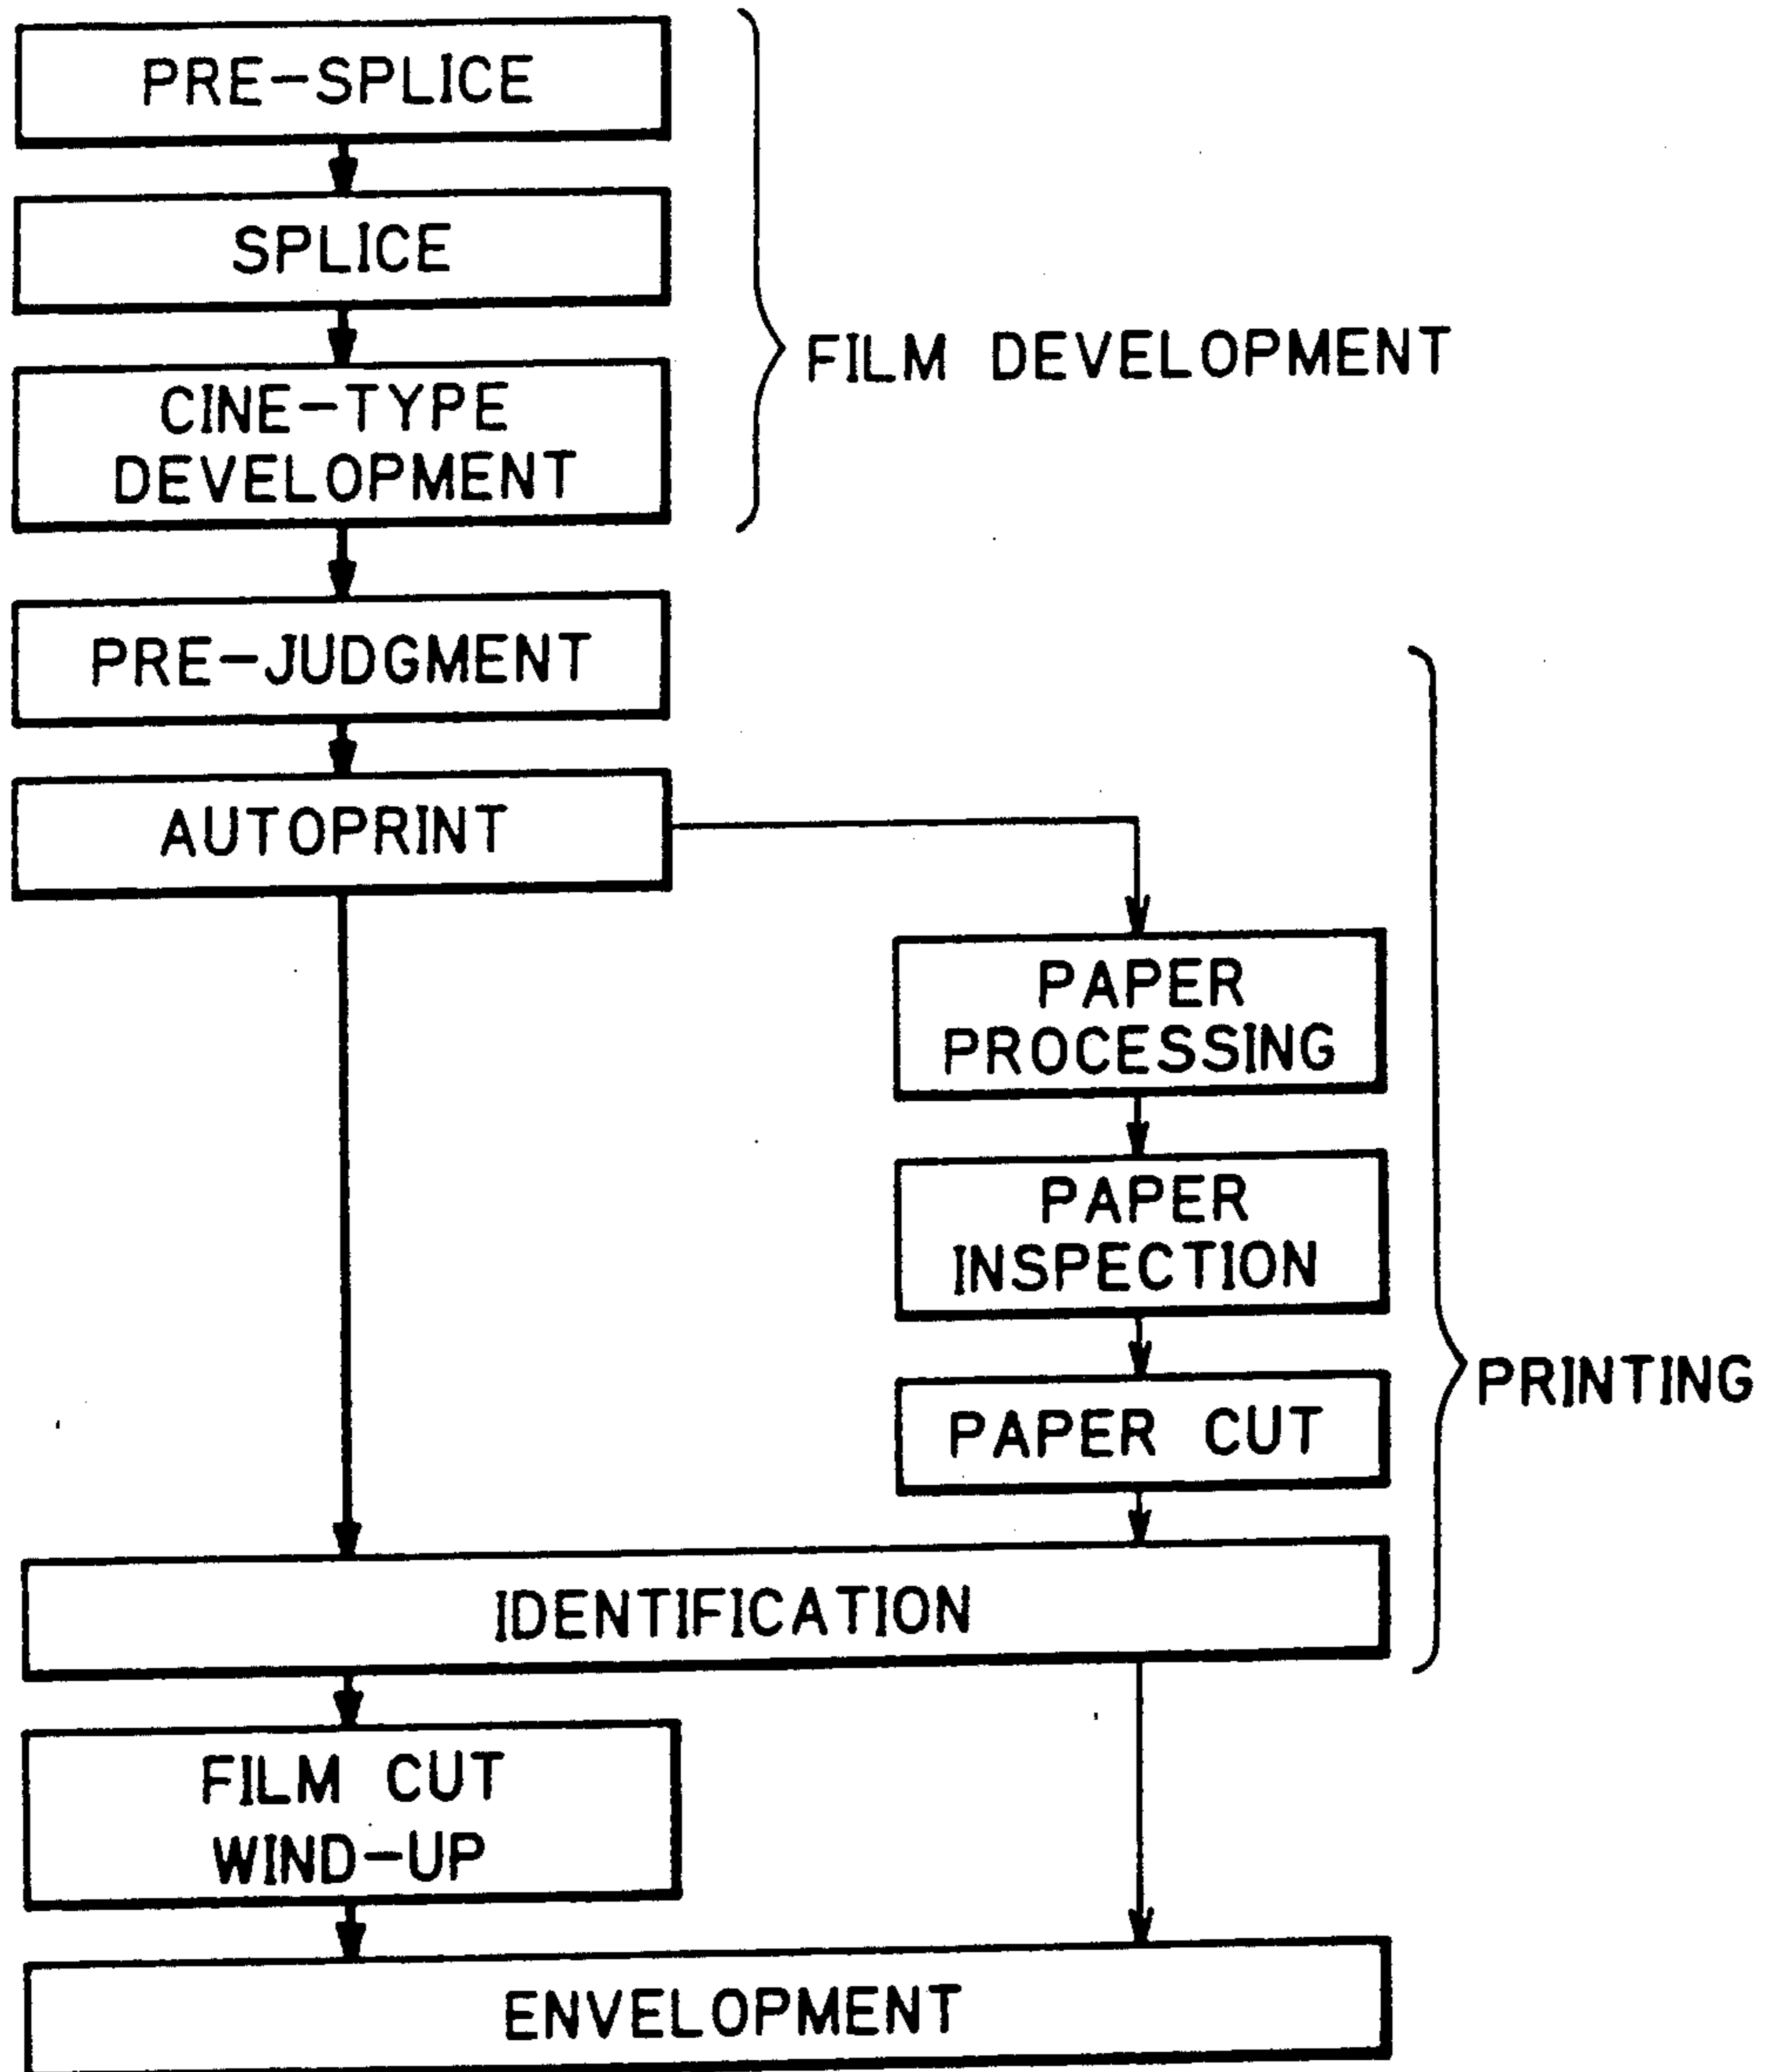 PRE-SPLICE
SPLICE
CINE-TYPE
DEVELOPMENT
FILM DEVELOPMENT
PRE-JUDGMENT
AUTOPRINT
PAPER
PROCESSING
PAPER
INSPECTION
PAPER CUT
PRINTING
IDENTIFICATION
FILM CUT
WIND-UP
ENVELOPMENT